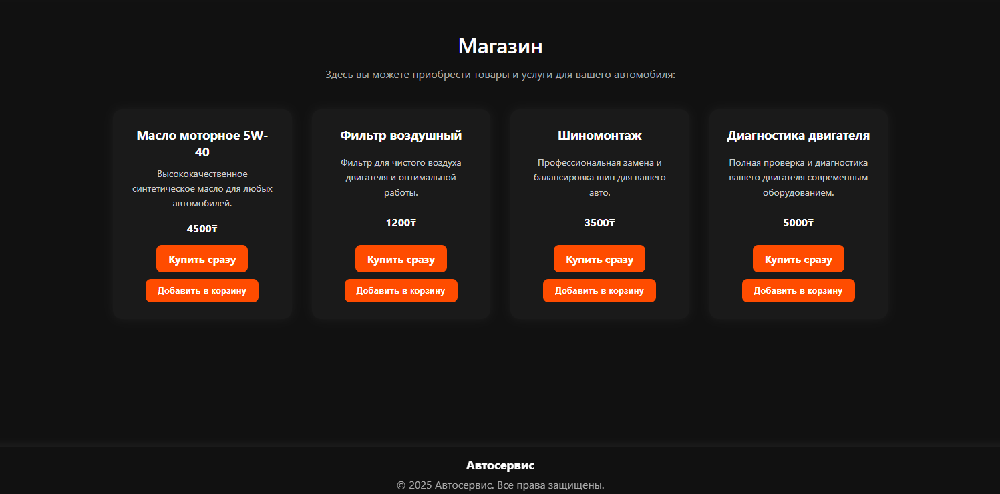 Магазин
Здесь вы можете приобрести товары и услуги для вашего автомобиля:
Масло моторное 5W-
40
Высококачественное
синтетическое масло для любых
автомобилей.
4500₸
Купить сразу
Добавить в корзину
Фильтр воздушный
Фильтр для чистого воздуха
двигателя и оптимальной
работы.
1200₸
Купить сразу
Добавить в корзину
Шиномонтаж
Профессиональная замена и
балансировка шин для вашего
авто.
3500₸
Купить сразу
Добавить в корзину
Диагностика двигателя
Полная проверка и диагностика
вашего двигателя современным
оборудованием.
5000₸
Купить сразу
Добавить в корзину
Автосервис
© 2025 Автосервис. Все права защищены.